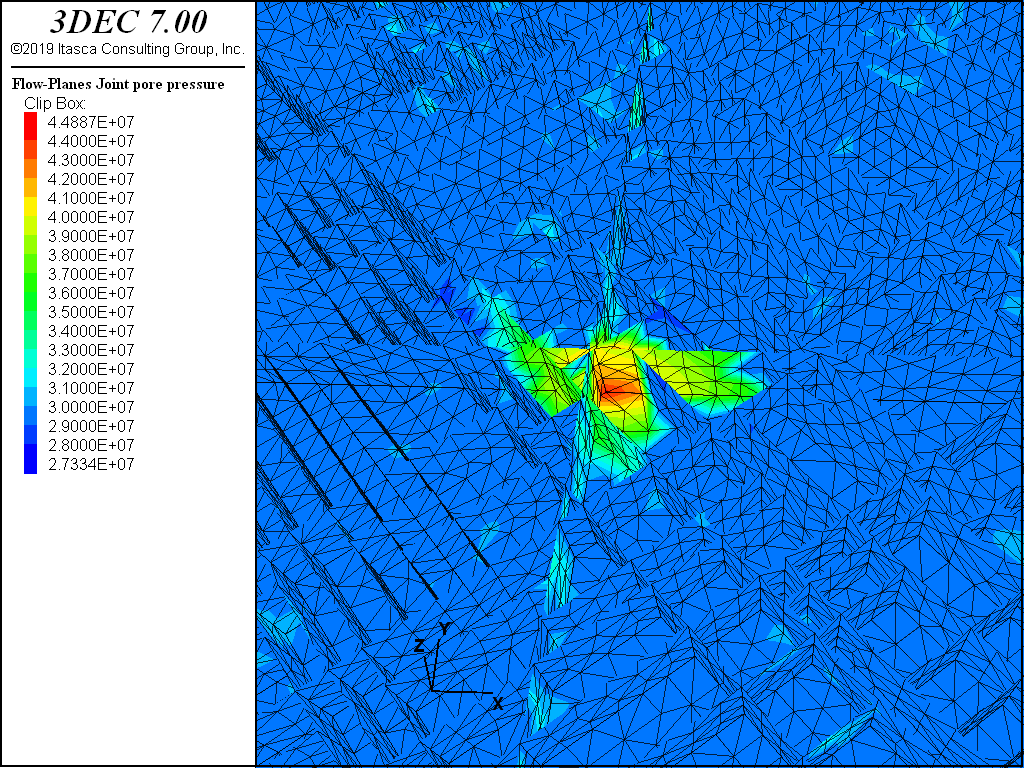 3DEC 7.00
©2019 Itasca Consulting Group, Inc.
Flow-Planes Joint pore pressure
Clip Box:
4.4887E+07
4.4000E+07
4.3000E+07
4.2000E+07
4.1000E+07
4.0000E+07
3.9000E+07
3.8000E+07
3.7000E+07
3.6000E+07
3.5000E+07
3.4000E+07
3.3000E+07
3.2000E+07
3.1000E+07
3.0000E+07
2.9000E+07
2.8000E+07
2.7334E+07
Y
Z
X